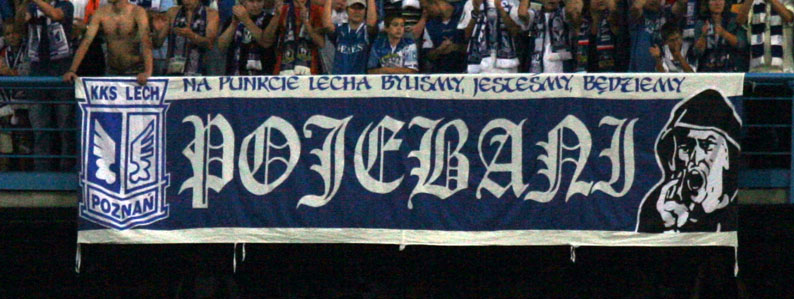 NA PUNKCIE LECHA BYLIŚMY, JESTEŚMY, BĘDZIEMY
KKS LECH
POZNAŃ
POJEBANI